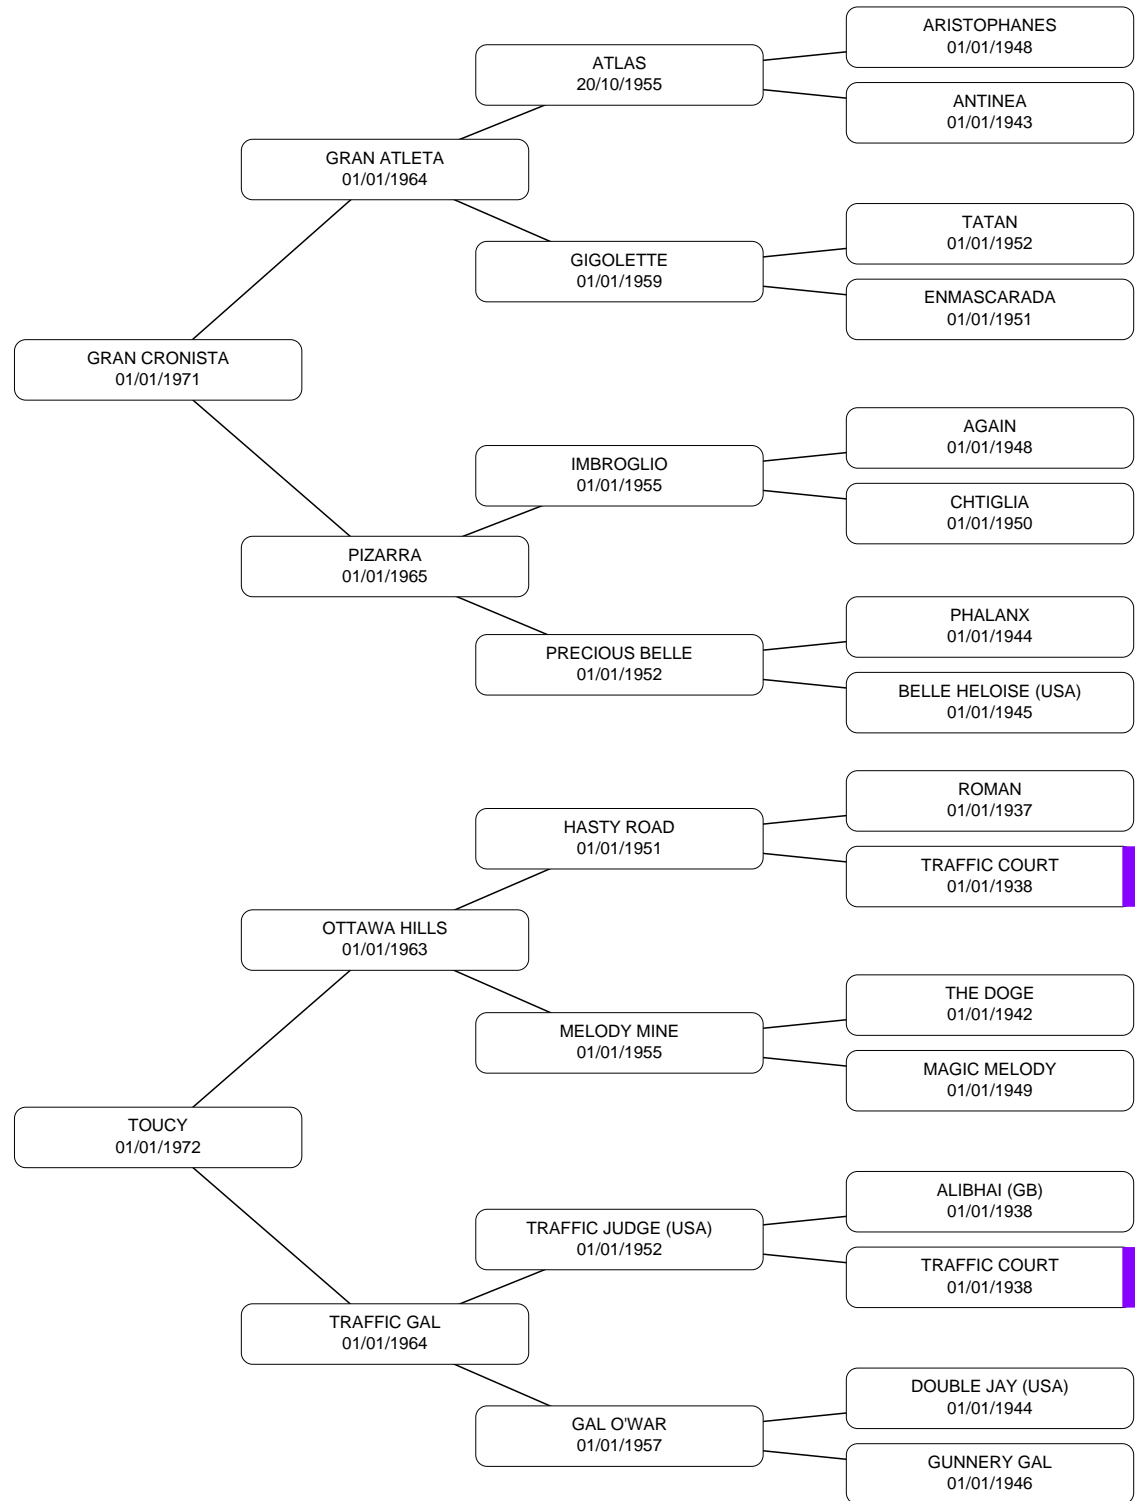 ARISTOPHANES
01/01/1948
ATLAS
20/10/1955
ANTINEA
01/01/1943
GRAN ATLETA
01/01/1964
TATAN
01/01/1952
GIGOLETTE
01/01/1959
ENMASCARADA
01/01/1951
GRAN CRONISTA
01/01/1971
AGAIN
01/01/1948
IMBROGLIO
01/01/1955
CHTIGLIA
01/01/1950
PIZARRA
01/01/1965
PHALANX
01/01/1944
PRECIOUS BELLE
01/01/1952
BELLE HELOISE (USA)
01/01/1945
ROMAN
01/01/1937
HASTY ROAD
01/01/1951
TRAFFIC COURT
01/01/1938
OTTAWA HILLS
01/01/1963
THE DOGE
01/01/1942
MELODY MINE
01/01/1955
MAGIC MELODY
01/01/1949
TOUCY
01/01/1972
ALIBHAI (GB)
01/01/1938
TRAFFIC JUDGE (USA)
01/01/1952
TRAFFIC COURT
01/01/1938
TRAFFIC GAL
01/01/1964
DOUBLE JAY (USA)
01/01/1944
GAL O'WAR
01/01/1957
GUNNERY GAL
01/01/1946